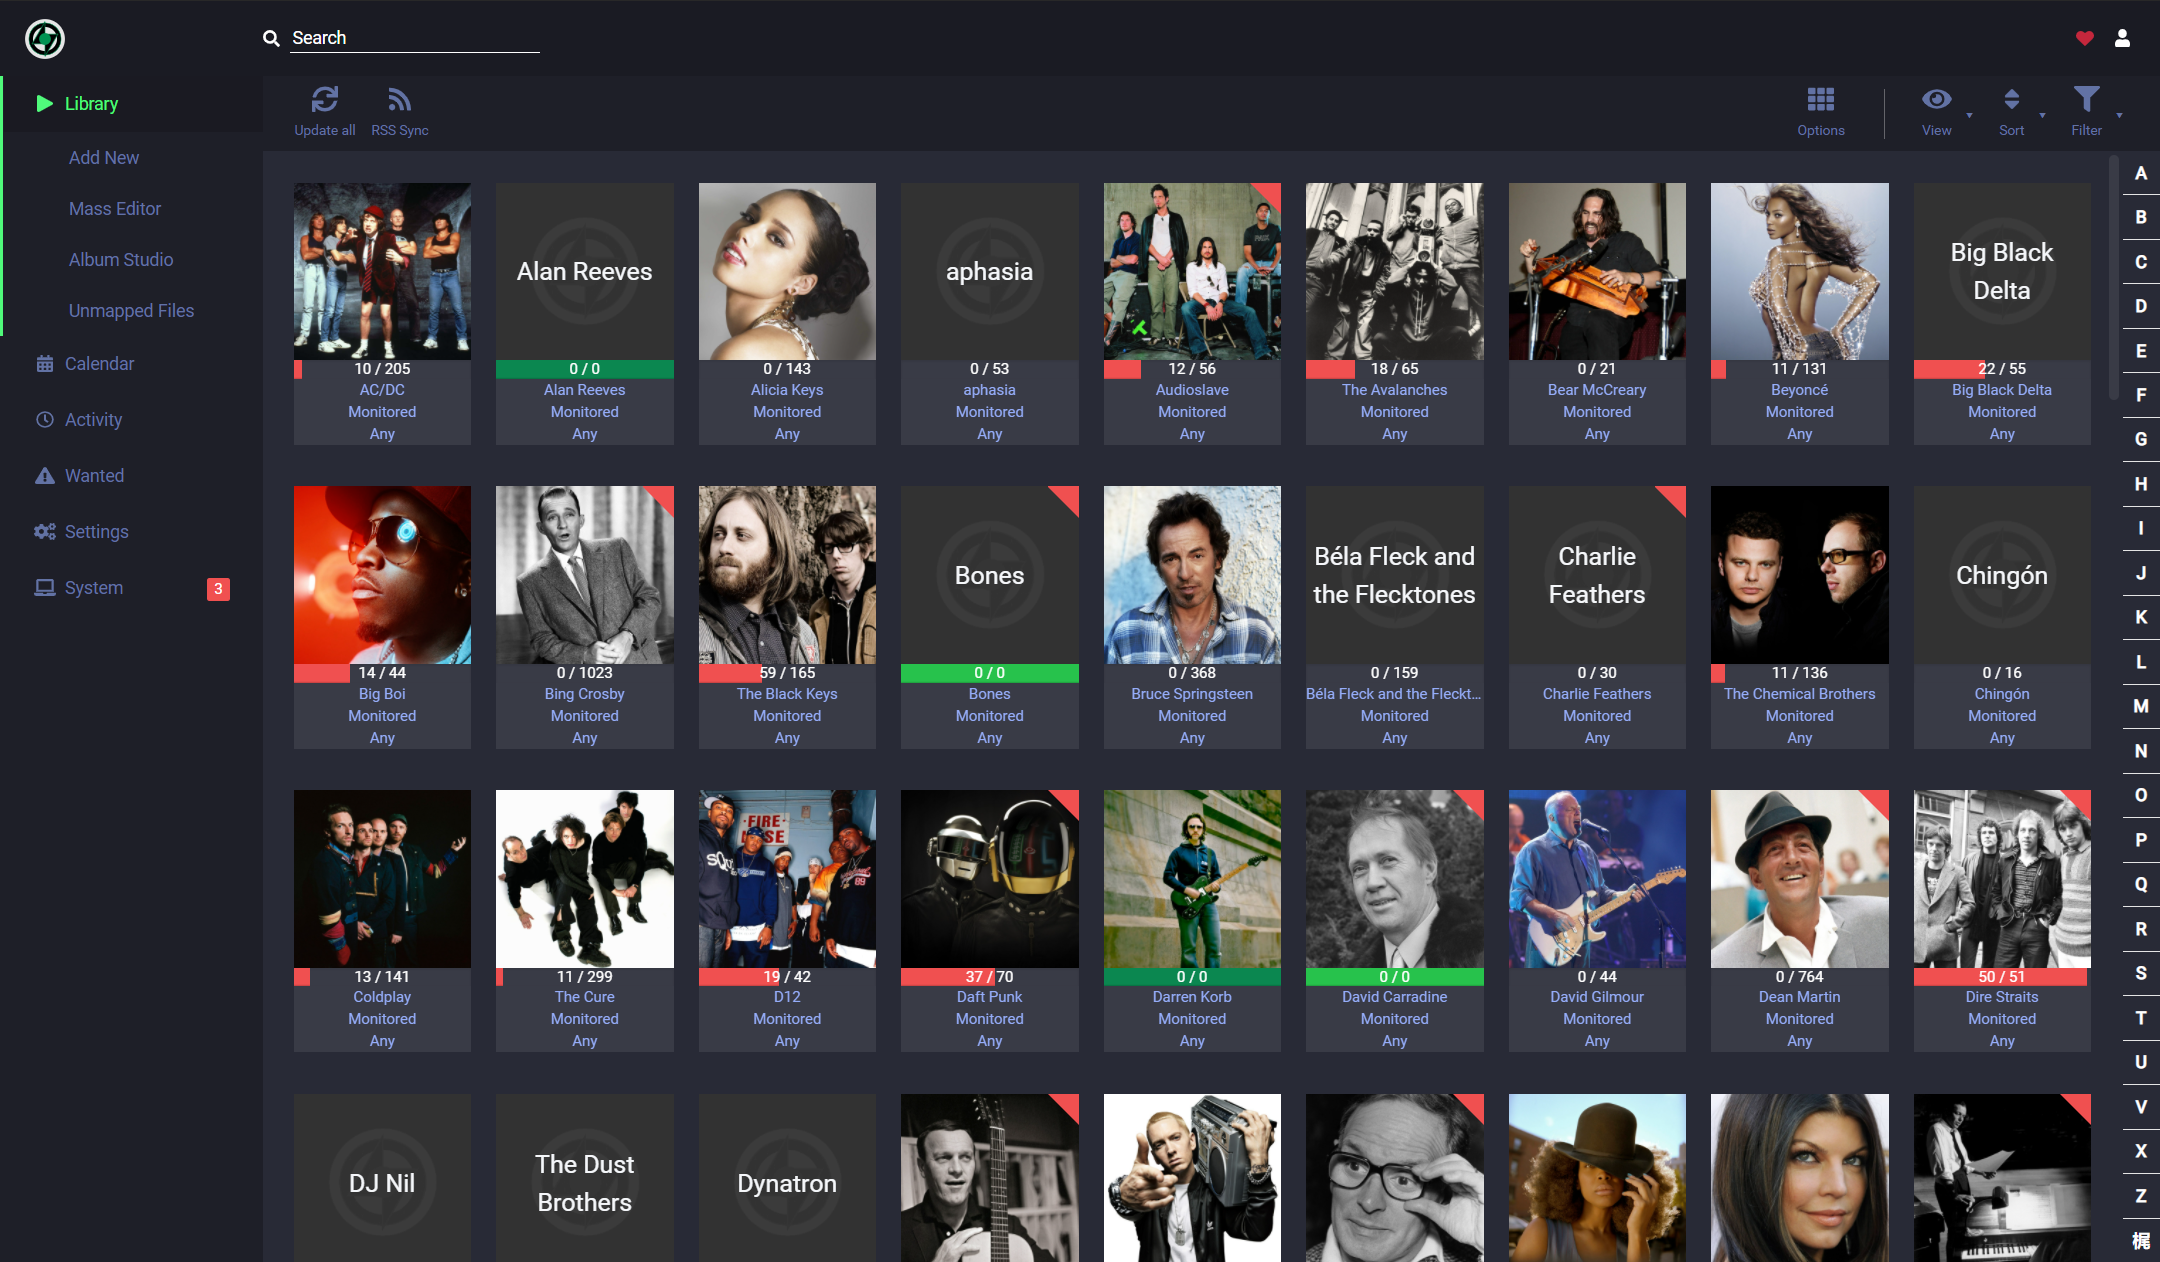 Search
Library
Add New
Mass Editor
Album Studio
Unmapped Files
Calendar
Activity
Wanted
Settings
System
3
Update all
RSS Sync
Options
View
Sort
Filter
Alan Reeves
aphasia
Big Black
Delta
10 / 205
0 / 0
0 / 143
0 / 53
12 / 56
18 / 65
0 / 21
11 / 131
22 / 55
AC/DC
Alan Reeves
Alicia Keys
aphasia
Audioslave
The Avalanches
Bear McCreary
Beyoncé
Big Black Delta
Monitored
Monitored
Monitored
Monitored
Monitored
Monitored
Monitored
Monitored
Monitored
Any
Any
Any
Any
Any
Any
Any
Any
Any
Bones
Béla Fleck and
the Flecktones
Charlie
Feathers
Chingón
14 / 44
0 / 1023
59 / 165
0 / 0
0 / 368
0 / 159
0 / 30
11 / 136
0 / 16
Big Boi
Bing Crosby
The Black Keys
Bones
Bruce Springsteen
Béla Fleck and the Fleckt...
Charlie Feathers
The Chemical Brothers
Chingón
Monitored
Monitored
Monitored
Monitored
Monitored
Monitored
Monitored
Monitored
Monitored
Any
Any
Any
Any
Any
Any
Any
Any
Any
FIRE
13 / 141
11 / 299
19 / 42
37 / 70
0 / 0
0 / 0
0 / 44
0 / 764
50 / 51
Coldplay
The Cure
D12
Daft Punk
Darren Korb
David Carradine
David Gilmour
Dean Martin
Dire Straits
Monitored
Monitored
Monitored
Monitored
Monitored
Monitored
Monitored
Monitored
Monitored
Any
Any
Any
Any
Any
Any
Any
Any
Any
DJ Nil
The Dust
Brothers
Dynatron
A
B
C
D
E
F
G
H
I
J
K
L
M
N
O
P
Q
R
S
T
U
V
X
Z
梶